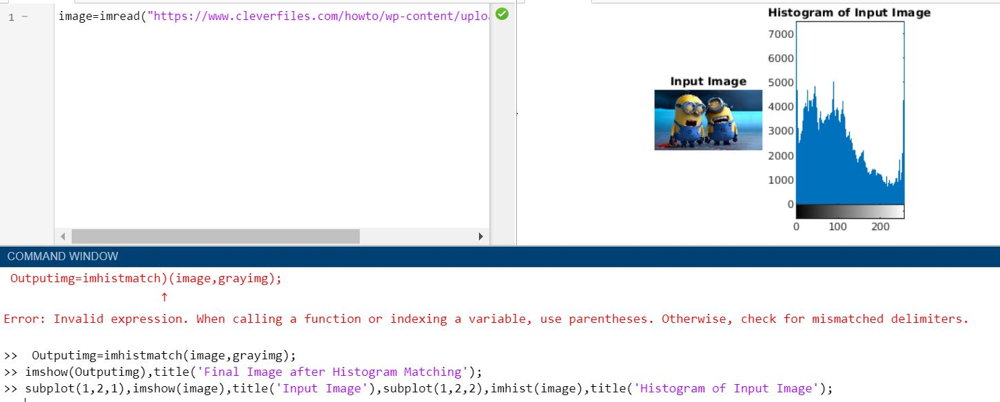 1 image=imread("https://www.cleverfiles.com/howto/wp-content/uplo
Histogram of Input Image
7000
6000
5000
4000
3000
2000
1000
0
0 100 200
Input Image
COMMAND WINDOW
Outputimg=imhistmatch)(image,grayimg);
↑
Error: Invalid expression. When calling a function or indexing a variable, use parentheses. Otherwise, check for mismatched delimiters.
>> Outputimg=imhistmatch(image,grayimg);
>> imshow(Outputimg),title('Final Image after Histogram Matching');
>> subplot(1,2,1),imshow(image),title('Input Image'),subplot(1,2,2),imhist(image),title('Histogram of Input Image');